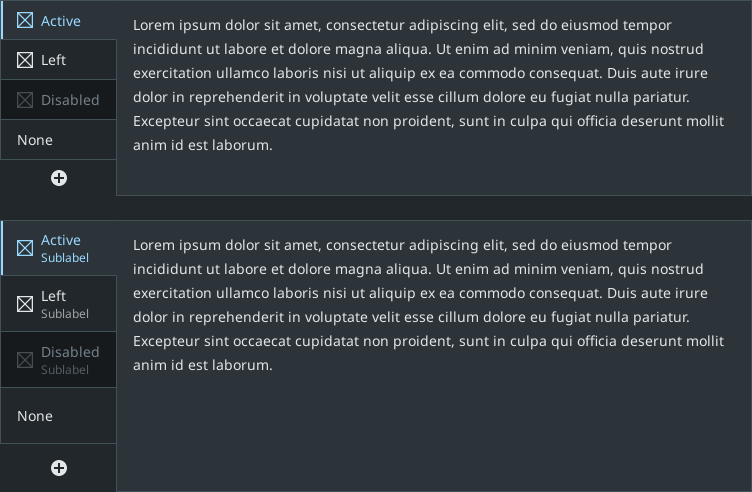 Active
Left
Disabled
None
Lorem ipsum dolor sit amet, consectetur adipiscing elit, sed do eiusmod tempor
incididunt ut labore et dolore magna aliqua. Ut enim ad minim veniam, quis nostrud
exercitation ullamco laboris nisi ut aliquip ex ea commodo consequat. Duis aute irure
dolor in reprehenderit in voluptate velit esse cillum dolore eu fugiat nulla pariatur.
Excepteur sint occaecat cupidatat non proident, sunt in culpa qui officia deserunt mollit
anim id est laborum.
Active
Sublabel
Left
Sublabel
Disabled
Sublabel
None
Lorem ipsum dolor sit amet, consectetur adipiscing elit, sed do eiusmod tempor
incididunt ut labore et dolore magna aliqua. Ut enim ad minim veniam, quis nostrud
exercitation ullamco laboris nisi ut aliquip ex ea commodo consequat. Duis aute irure
dolor in reprehenderit in voluptate velit esse cillum dolore eu fugiat nulla pariatur.
Excepteur sint occaecat cupidatat non proident, sunt in culpa qui officia deserunt mollit
anim id est laborum.